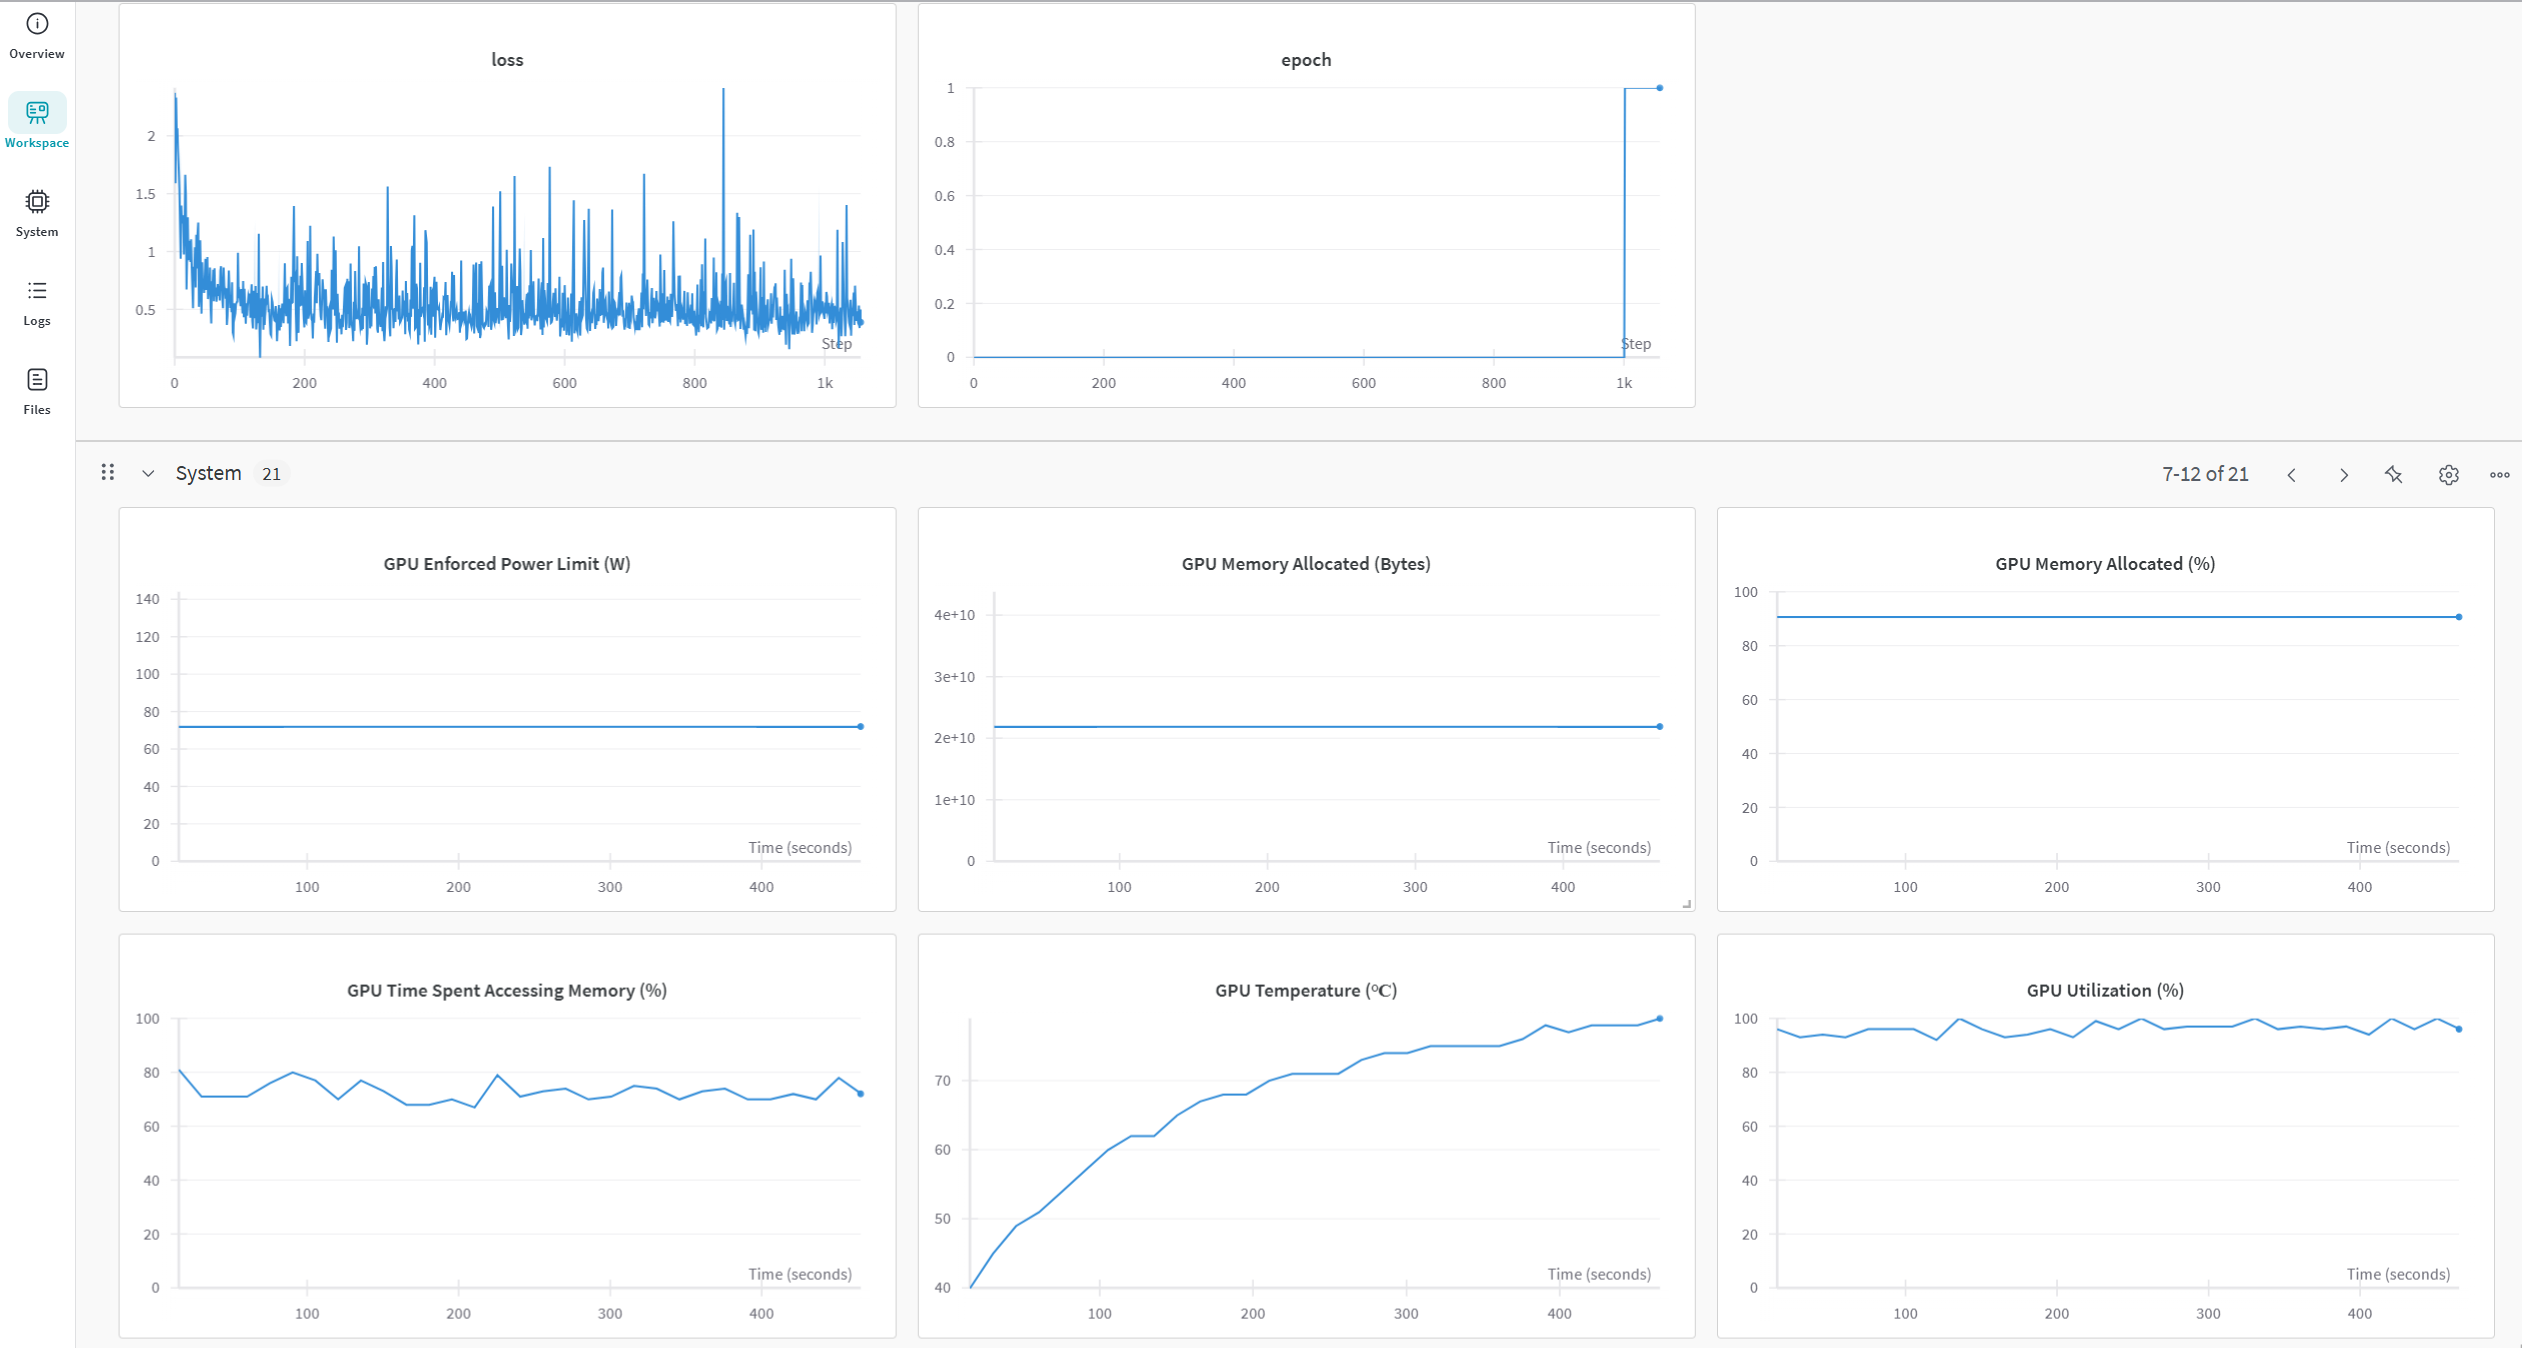 Overview
Workspace
System
Logs
Files
loss
2
1.5
1
0.5
Step
0 200 400 600 800 1k
epoch
1
0.8
0.6
0.4
0.2
0
Step
0 200 400 600 800 1k
System 21
7-12 of 21
GPU Enforced Power Limit (W)
140
120
100
80
60
40
20
0
Time (seconds)
100 200 300 400
GPU Memory Allocated (Bytes)
4e+10
3e+10
2e+10
1e+10
0
Time (seconds)
100 200 300 400
GPU Memory Allocated (%)
100
80
60
40
20
0
Time (seconds)
100 200 300 400
GPU Time Spent Accessing Memory (%)
100
80
60
40
20
0
Time (seconds)
100 200 300 400
GPU Temperature (℃)
70
60
50
40
Time (seconds)
100 200 300 400
GPU Utilization (%)
100
80
60
40
20
0
Time (seconds)
100 200 300 400